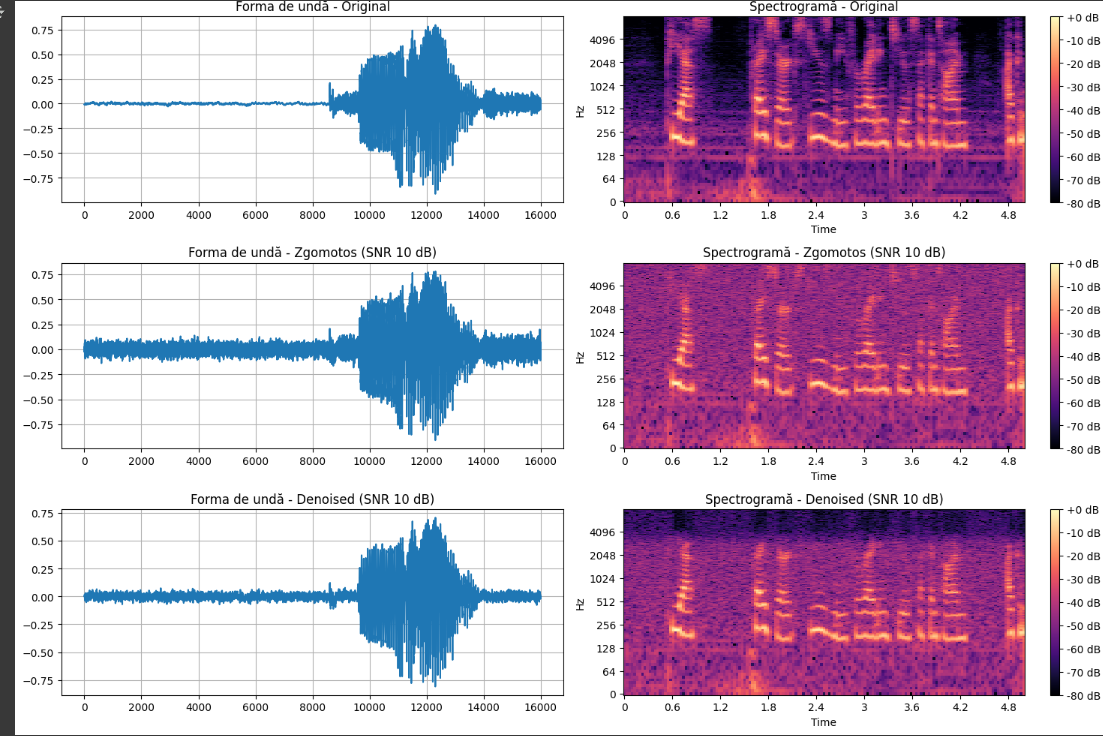 Forma de undă - Original
0.75
0.50
0.25
0.00
−0.25
−0.50
−0.75
0 2000 4000 6000 8000 10000 12000 14000 16000
Spectrogramă - Original
4096
2048
1024
512
256
128
64
0
Hz
0 0.6 1.2 1.8 2.4 3 3.6 4.2 4.8
Time
+0 dB
-10 dB
-20 dB
-30 dB
-40 dB
-50 dB
-60 dB
-70 dB
-80 dB
Forma de undă - Zgomotos (SNR 10 dB)
0.75
0.50
0.25
0.00
−0.25
−0.50
−0.75
0 2000 4000 6000 8000 10000 12000 14000 16000
Spectrogramă - Zgomotos (SNR 10 dB)
4096
2048
1024
512
256
128
64
0
Hz
0 0.6 1.2 1.8 2.4 3 3.6 4.2 4.8
Time
+0 dB
-10 dB
-20 dB
-30 dB
-40 dB
-50 dB
-60 dB
-70 dB
-80 dB
Forma de undă - Denoised (SNR 10 dB)
0.75
0.50
0.25
0.00
−0.25
−0.50
−0.75
0 2000 4000 6000 8000 10000 12000 14000 16000
Spectrogramă - Denoised (SNR 10 dB)
4096
2048
1024
512
256
128
64
0
Hz
0 0.6 1.2 1.8 2.4 3 3.6 4.2 4.8
Time
+0 dB
-10 dB
-20 dB
-30 dB
-40 dB
-50 dB
-60 dB
-70 dB
-80 dB